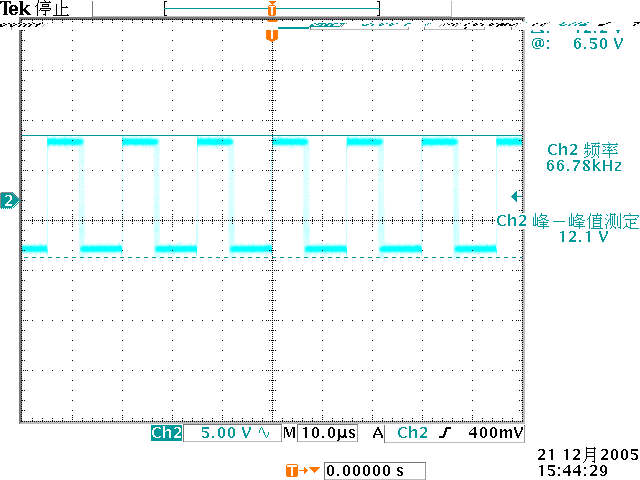 Tek 停止
@: 6.50 V
Ch2 频率
66.78kHz
2
Ch2 峰－峰值测定
12.1 V
Ch2 5.00 V M 10.0µs A Ch2 400mV
T 0.00000 s
21 12月2005
15:44:29